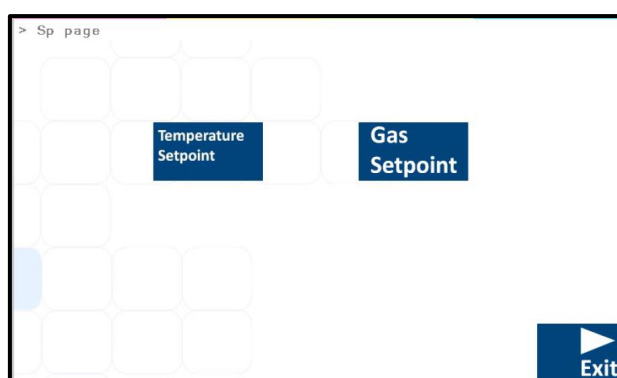 > Sp page
Temperature
Setpoint
Gas
Setpoint
Exit